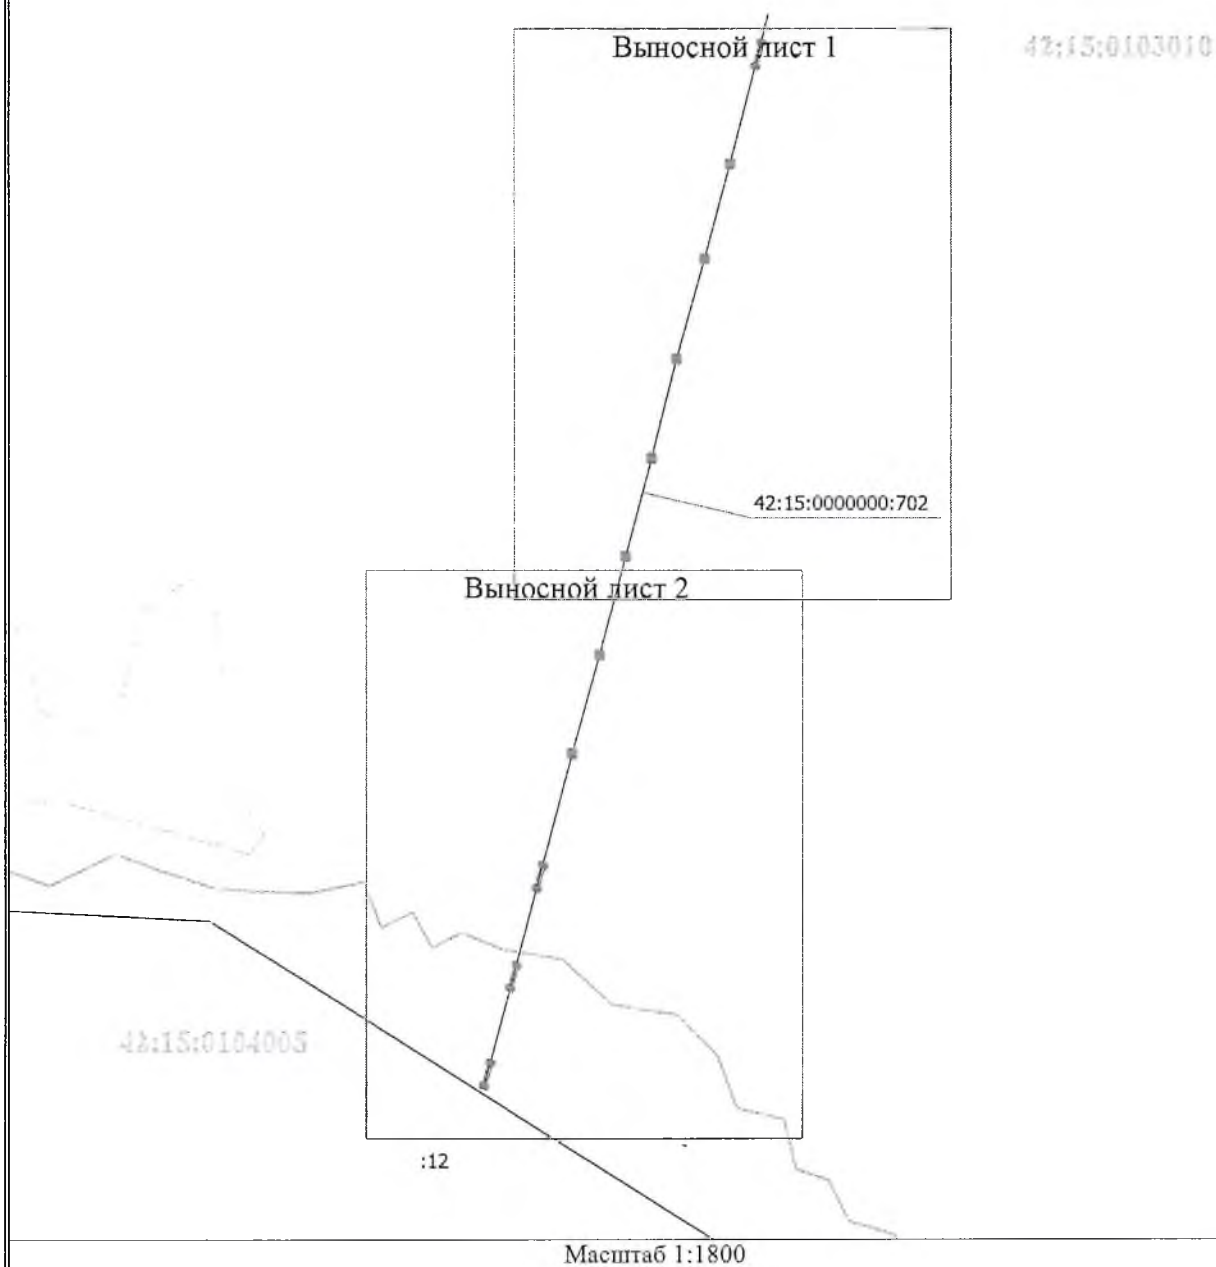 Выносной лист 1
42:15:0103010
42:15:0000000:702
Выносной лист 2
42:15:0104005
:12
Масштаб 1:1800